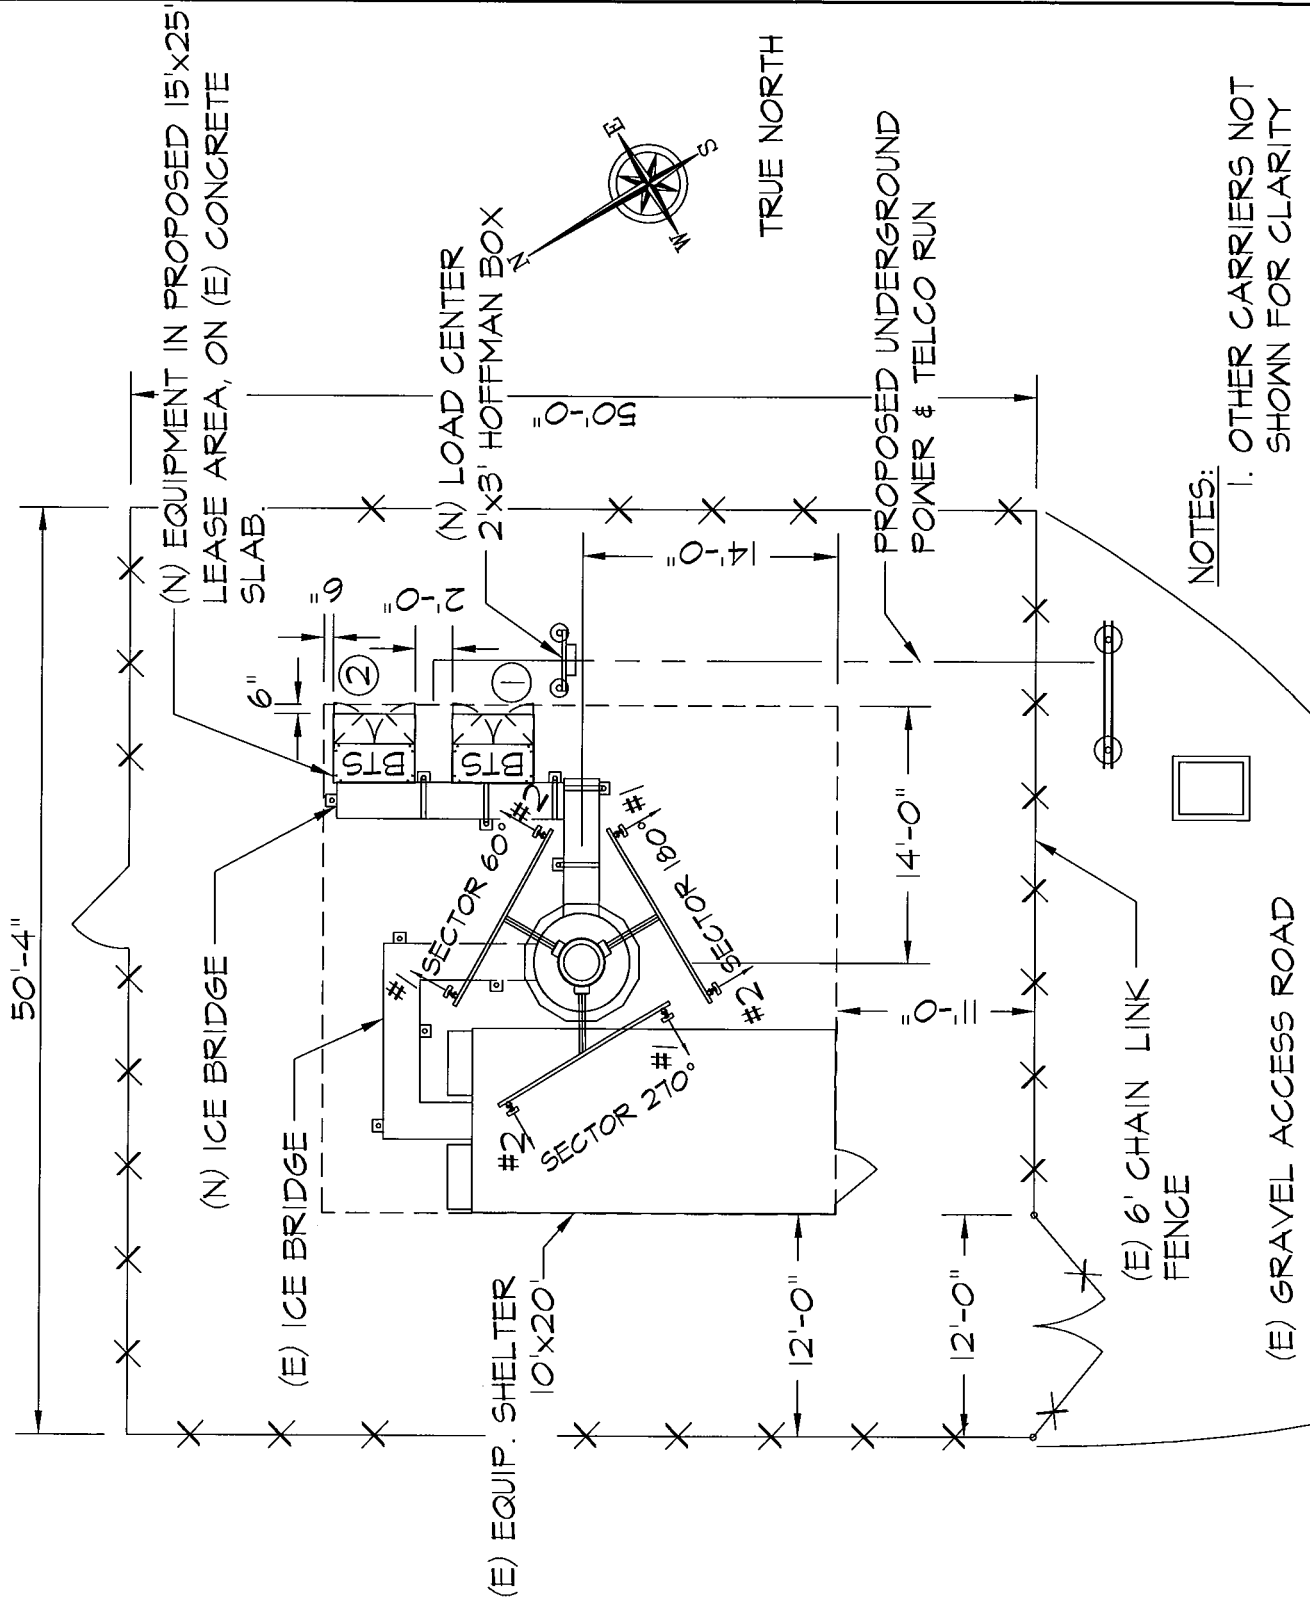 50'-4"
(N) EQUIPMENT IN PROPOSED 15'x25'
LEASE AREA, ON (E) CONCRETE
SLAB.
(N) ICE BRIDGE
(E) ICE BRIDGE
(E) EQUIP. SHELTER
10'x20'
(N) LOAD CENTER
2'x3' HOFFMAN BOX
50'-0"
6"
6"
2'-0"
2
1
BTS
BTS
14'-0"
#1 SECTOR 60° #2
#1
SECTOR 180°
#2
#1
SECTOR 270°
#2
14'-0"
11'-0"
12'-0"
12'-0"
N
E
S
W
TRUE NORTH
PROPOSED UNDERGROUND
POWER & TELCO RUN
(E) 6' CHAIN LINK
FENCE
(E) GRAVEL ACCESS ROAD
NOTES:
1. OTHER CARRIERS NOT
SHOWN FOR CLARITY